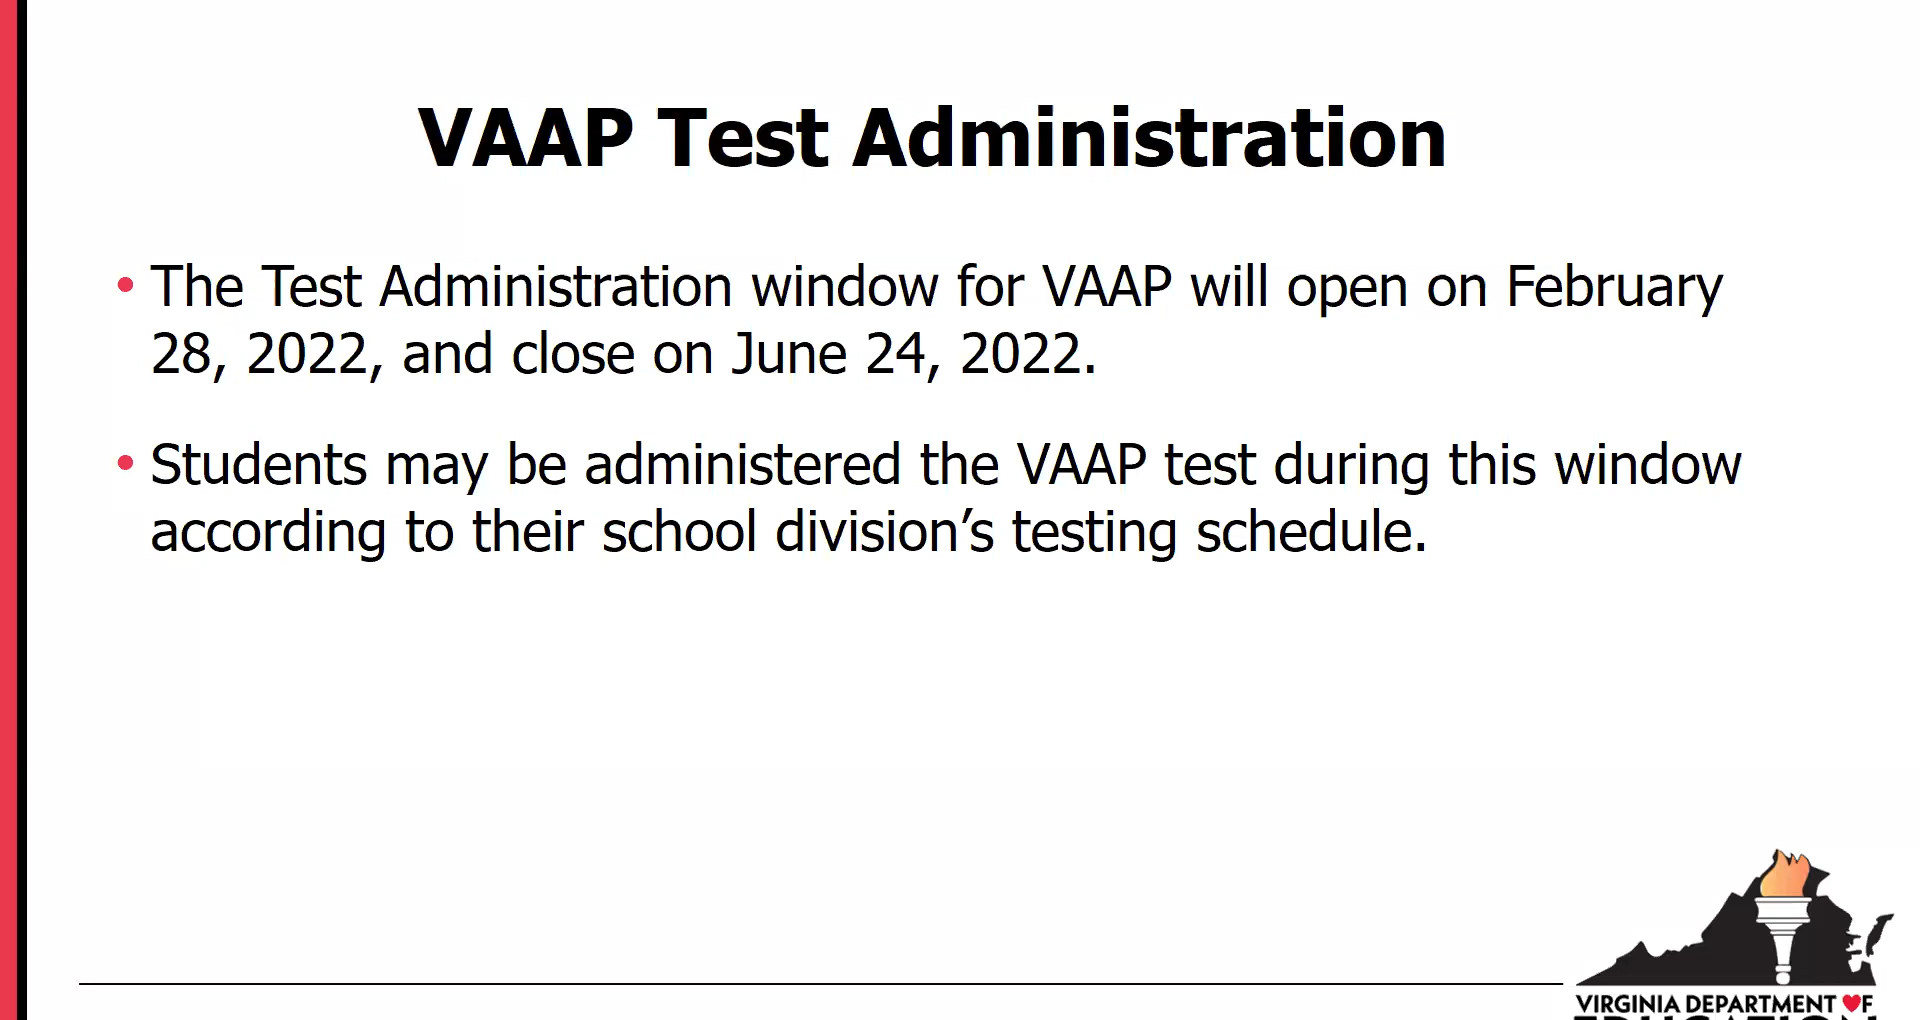 VAAP Test Administration
• The Test Administration window for VAAP will open on February
28, 2022, and close on June 24, 2022.
• Students may be administered the VAAP test during this window
according to their school division’s testing schedule.
VIRGINIA DEPARTMENT OF
EDUCATION